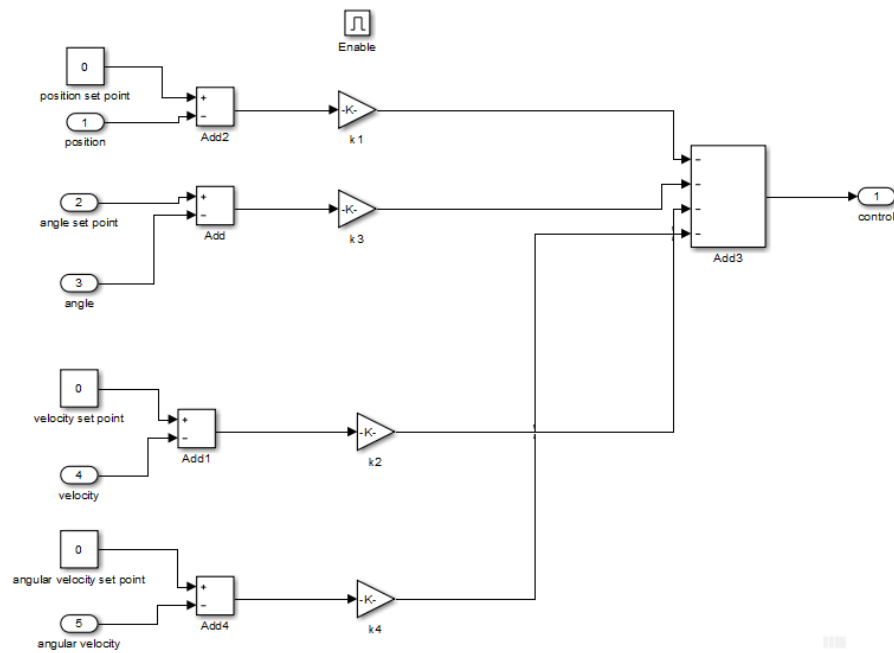 Enable
0
position set point
+
−
1
position
Add2
-K-
k1
2
angle set point
+
−
Add
-K-
k3
3
angle
−
−
−
−
Add3
1
control
0
velocity set point
+
−
Add1
-K-
k2
4
velocity
0
angular velocity set point
+
−
Add4
-K-
k4
5
angular velocity